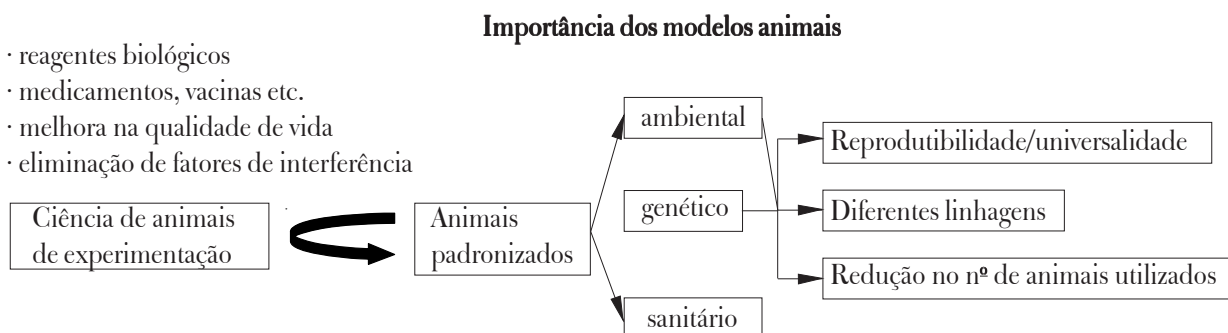 Importância dos modelos animais
· reagentes biológicos
· medicamentos, vacinas etc.
· melhora na qualidade de vida
· eliminação de fatores de interferência
Ciência de animais
de experimentação
Animais
padronizados
ambiental
genético
sanitário
Reprodutibilidade/universalidade
Diferentes linhagens
Redução no nº de animais utilizados